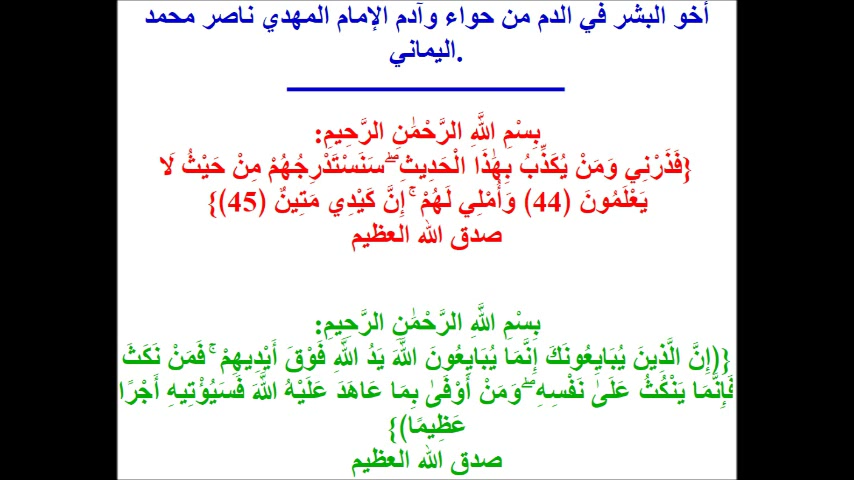 أخو البشر في الدم من حواء وآدم الإمام المهدي ناصر محمد
اليماني.
بِسْمِ اللَّهِ الرَّحْمَٰنِ الرَّحِيمِ:
{فَذَرْنِي وَمَنْ يُكَذِّبُ بِهَٰذَا الْحَدِيثِ ۖ سَنَسْتَدْرِجُهُمْ مِنْ حَيْثُ لَا
يَعْلَمُونَ (44) وَأُمْلِي لَهُمْ ۚ إِنَّ كَيْدِي مَتِينٌ (45)}
صدق الله العظيم
بِسْمِ اللَّهِ الرَّحْمَٰنِ الرَّحِيمِ:
{(إِنَّ الَّذِينَ يُبَايِعُونَكَ إِنَّمَا يُبَايِعُونَ اللَّهَ يَدُ اللَّهِ فَوْقَ أَيْدِيهِمْ ۚ فَمَنْ نَكَثَ
فَإِنَّمَا يَنْكُثُ عَلَىٰ نَفْسِهِ ۖ وَمَنْ أَوْفَىٰ بِمَا عَاهَدَ عَلَيْهُ اللَّهَ فَسَيُؤْتِيهِ أَجْرًا
عَظِيمًا)}
صدق الله العظيم